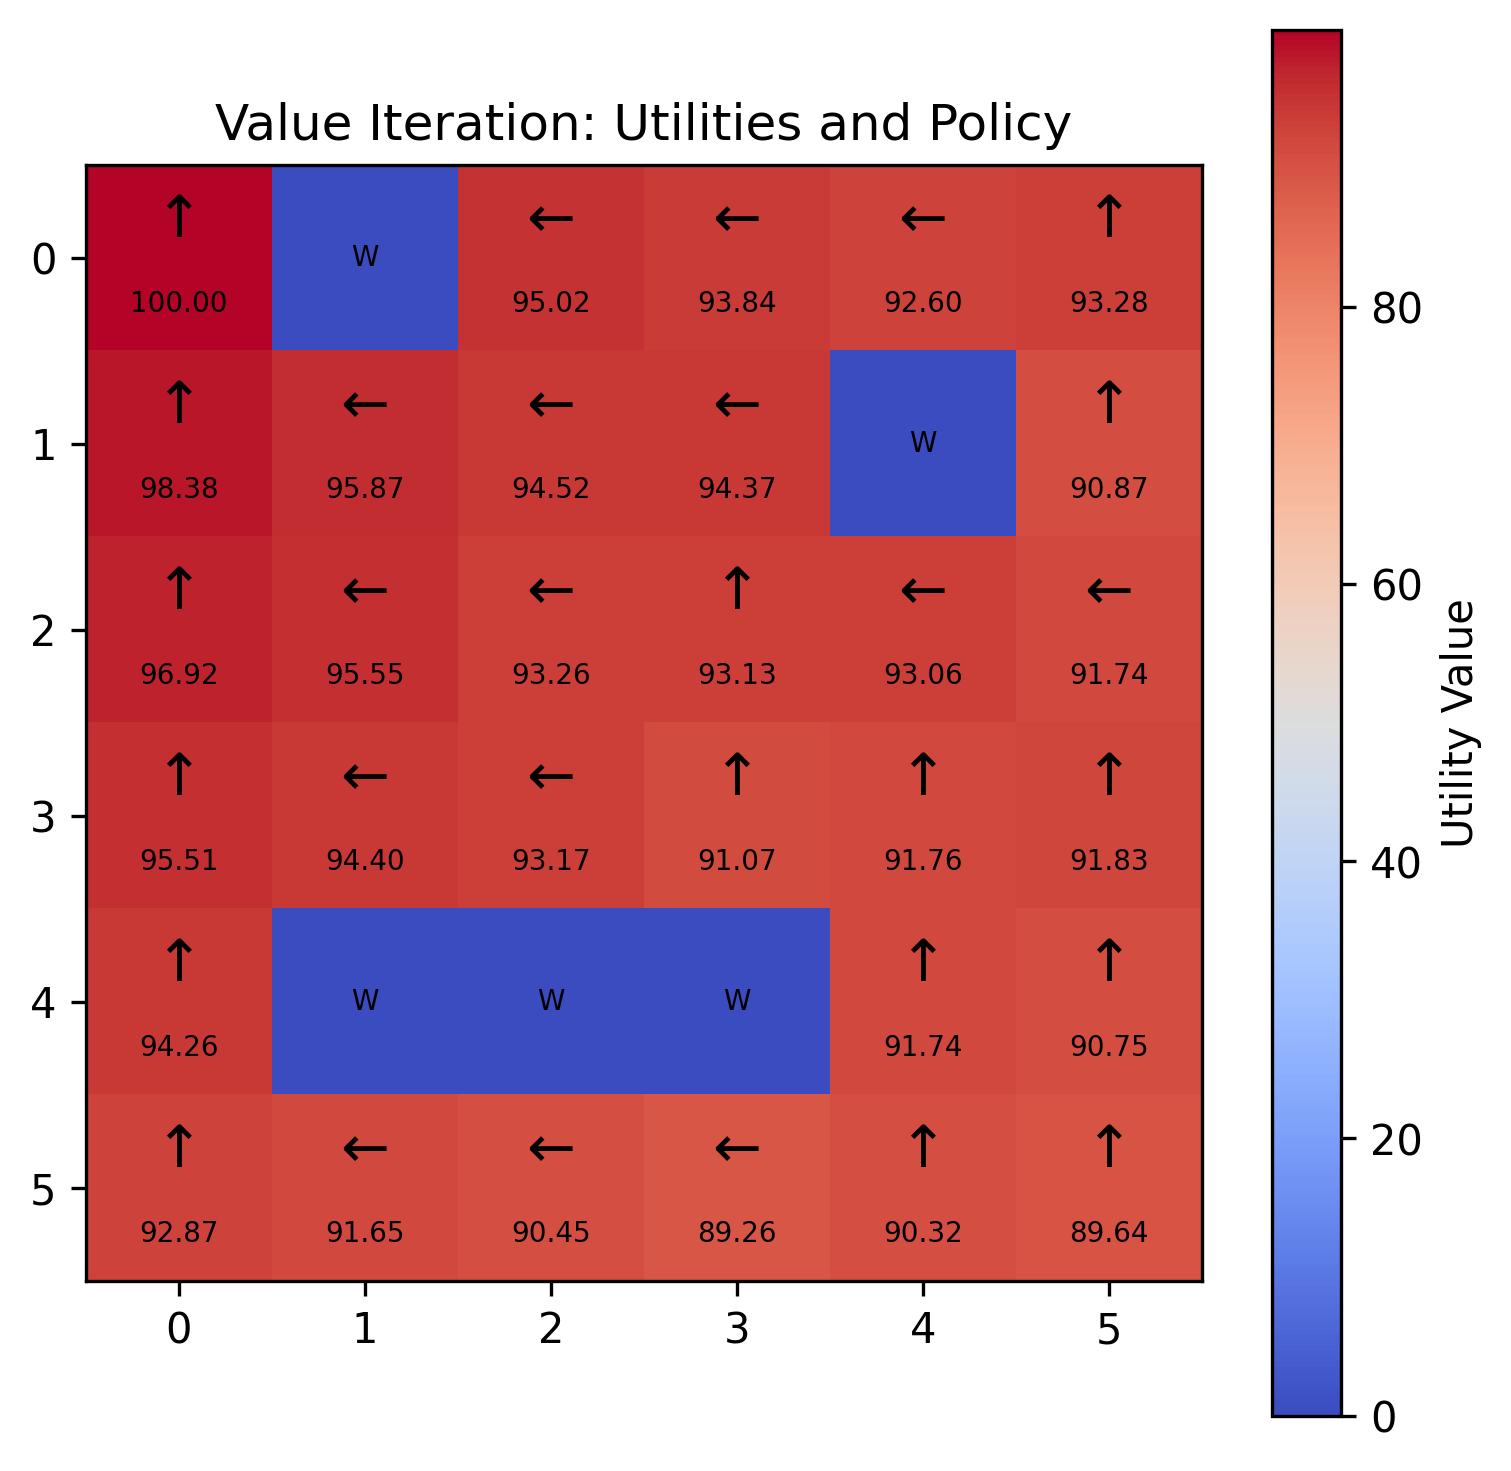 Value Iteration: Utilities and Policy
0
↑ W ← ← ← ↑
100.00 95.02 93.84 92.60 93.28
1
↑ ← ← ← W ↑
98.38 95.87 94.52 94.37 90.87
2
↑ ← ← ↑ ← ←
96.92 95.55 93.26 93.13 93.06 91.74
3
↑ ← ← ↑ ↑ ↑
95.51 94.40 93.17 91.07 91.76 91.83
4
↑ W W W ↑ ↑
94.26 91.74 90.75
5
↑ ← ← ← ↑ ↑
92.87 91.65 90.45 89.26 90.32 89.64
0 1 2 3 4 5
80
60
40
20
0
Utility Value